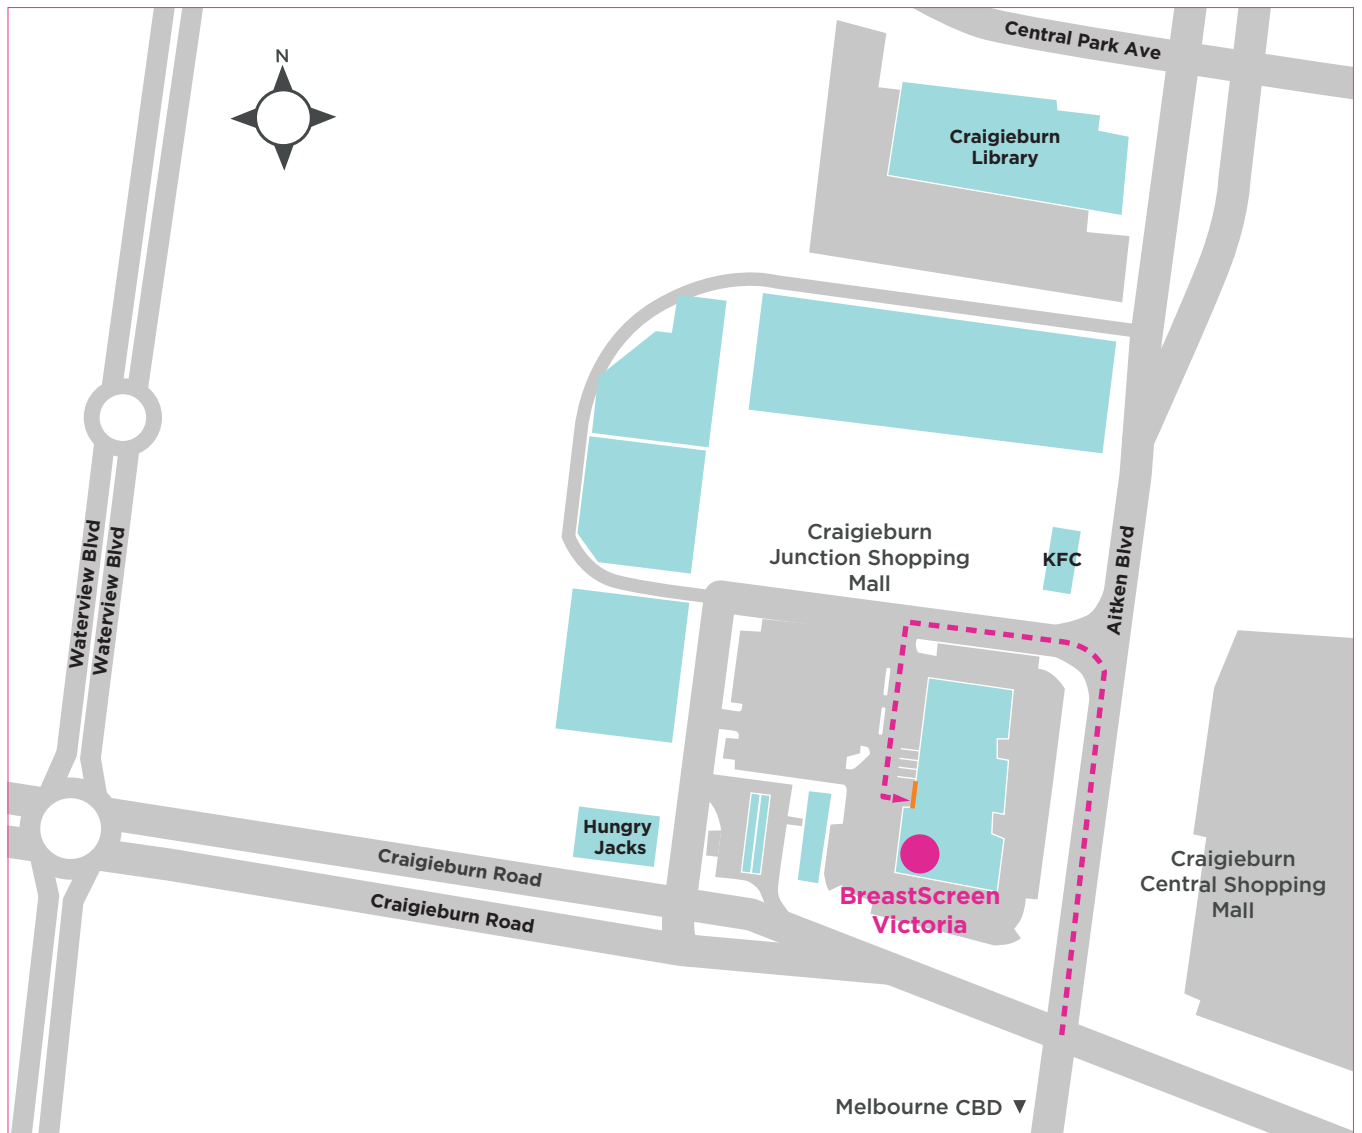 Central Park Ave
N
Craigieburn
Library
Craigieburn
Junction Shopping
Mall
KFC
Aitken Blvd
Waterview Blvd
Waterview Blvd
Hungry
Jacks
Craigieburn Road
Craigieburn Road
BreastScreen
Victoria
Craigieburn
Central Shopping
Mall
Melbourne CBD ▼